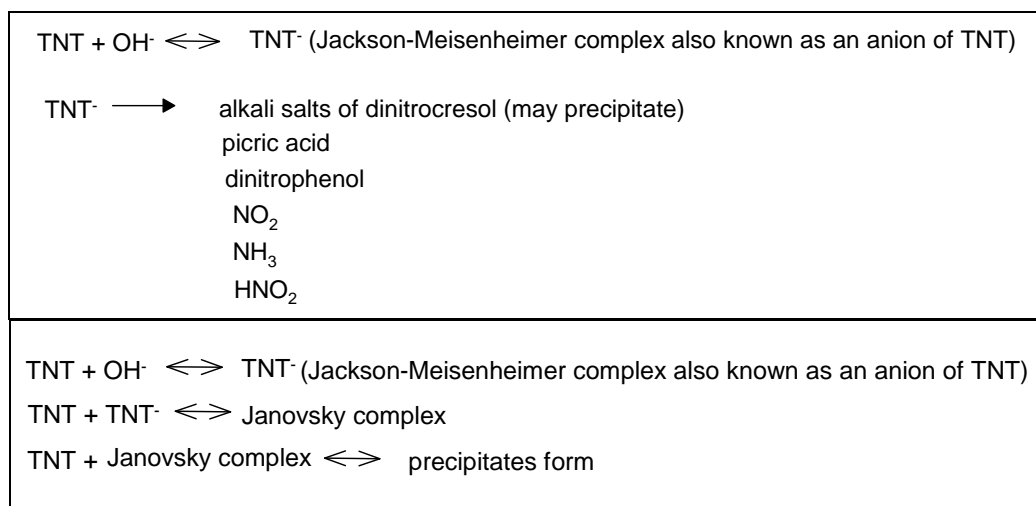 TNT + OH⁻ ⟺ TNT⁻ (Jackson-Meisenheimer complex also known as an anion of TNT)
TNT⁻ ⟶ alkali salts of dinitrocresol (may precipitate)
picric acid
dinitrophenol
NO₂
NH₃
HNO₂
TNT + OH⁻ ⟺ TNT⁻ (Jackson-Meisenheimer complex also known as an anion of TNT)
TNT + TNT⁻ ⟺ Janovsky complex
TNT + Janovsky complex ⟺ precipitates form